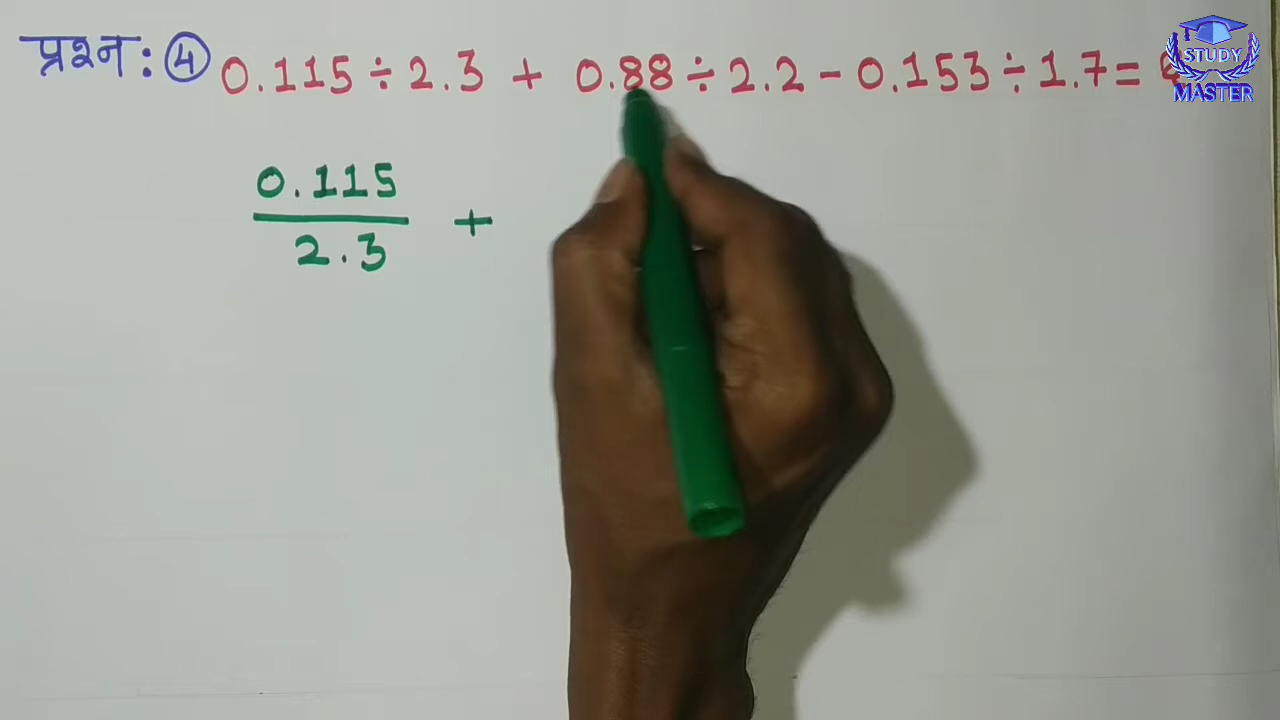 प्रश्न: ④ 0.115 ÷ 2.3 + 0.88 ÷ 2.2 - 0.153 ÷ 1.7 =
STUDY
MASTER
0.115
2.3
+